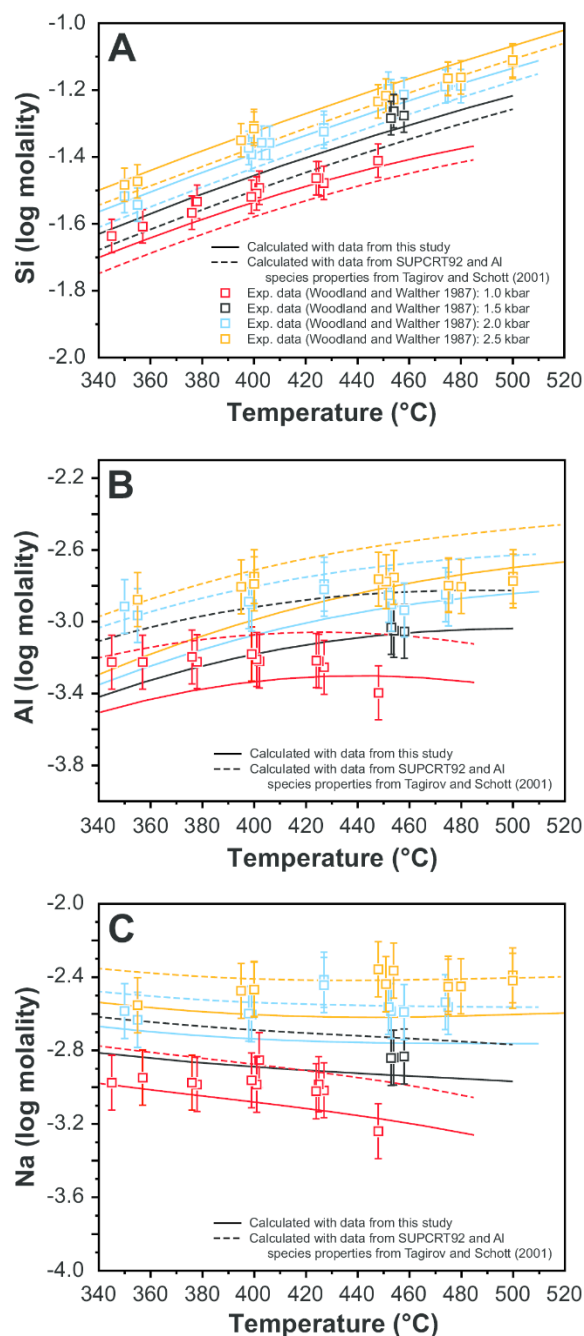 A
-1.0
-1.2
-1.4
-1.6
-1.8
-2.0
Si (log molality)
Calculated with data from this study
Calculated with data from SUPCRT92 and Al
species properties from Tagirov and Schott (2001)
Exp. data (Woodland and Walther 1987): 1.0 kbar
Exp. data (Woodland and Walther 1987): 1.5 kbar
Exp. data (Woodland and Walther 1987): 2.0 kbar
Exp. data (Woodland and Walther 1987): 2.5 kbar
340 360 380 400 420 440 460 480 500 520
Temperature (°C)
B
-2.2
-2.6
-3.0
-3.4
-3.8
Al (log molality)
Calculated with data from this study
Calculated with data from SUPCRT92 and Al
species properties from Tagirov and Schott (2001)
340 360 380 400 420 440 460 480 500 520
Temperature (°C)
C
-2.0
-2.4
-2.8
-3.2
-3.6
-4.0
Na (log molality)
Calculated with data from this study
Calculated with data from SUPCRT92 and Al
species properties from Tagirov and Schott (2001)
340 360 380 400 420 440 460 480 500 520
Temperature (°C)